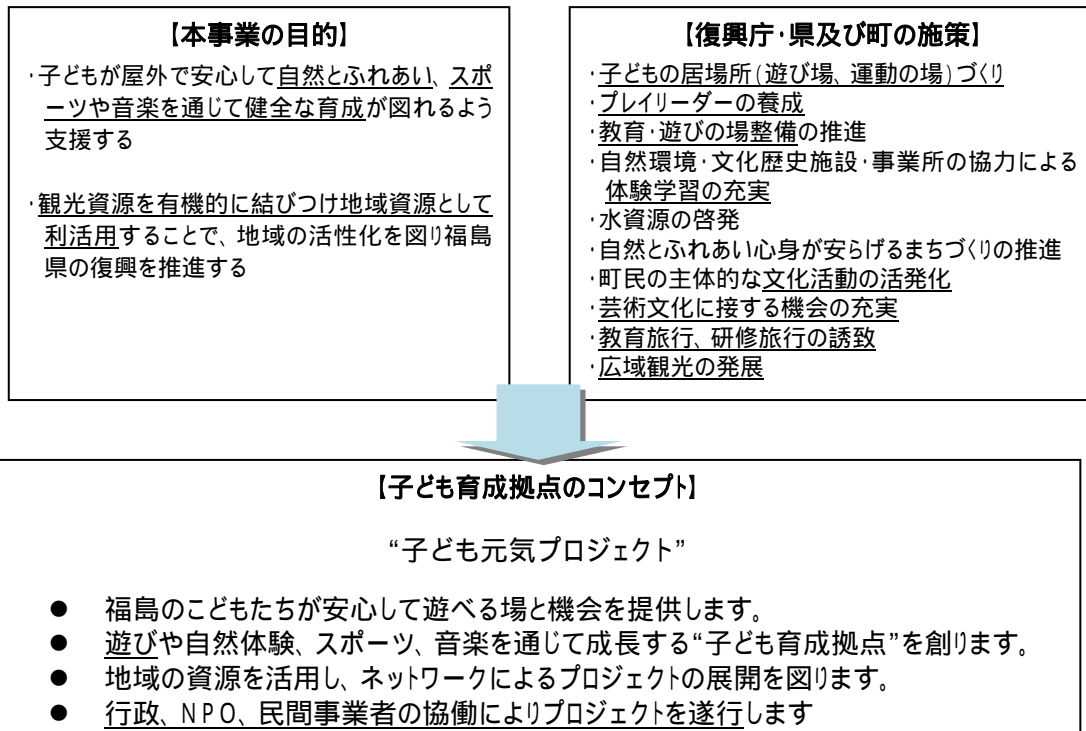 【本事業の目的】
･子どもが屋外で安心して自然とふれあい、スポ
ーツや音楽を通じて健全な育成が図れるよう
支援する
･観光資源を有機的に結びつけ地域資源として
利活用することで、地域の活性化を図り福島
県の復興を推進する
【復興庁･県及び町の施策】
･子どもの居場所(遊び場、運動の場)づくり
･プレイリーダーの養成
･教育･遊びの場整備の推進
･自然環境･文化歴史施設･事業所の協力による
体験学習の充実
･水資源の啓発
･自然とふれあい心身が安らげるまちづくりの推進
･町民の主体的な文化活動の活発化
･芸術文化に接する機会の充実
･教育旅行、研修旅行の誘致
･広域観光の発展
【子ども育成拠点のコンセプト】
“子ども元気プロジェクト”
● 福島のこどもたちが安心して遊べる場と機会を提供します。
● 遊びや自然体験、スポーツ、音楽を通じて成長する“子ども育成拠点”を創ります。
● 地域の資源を活用し、ネットワークによるプロジェクトの展開を図ります。
● 行政、NPO、民間事業者の協働によりプロジェクトを遂行します